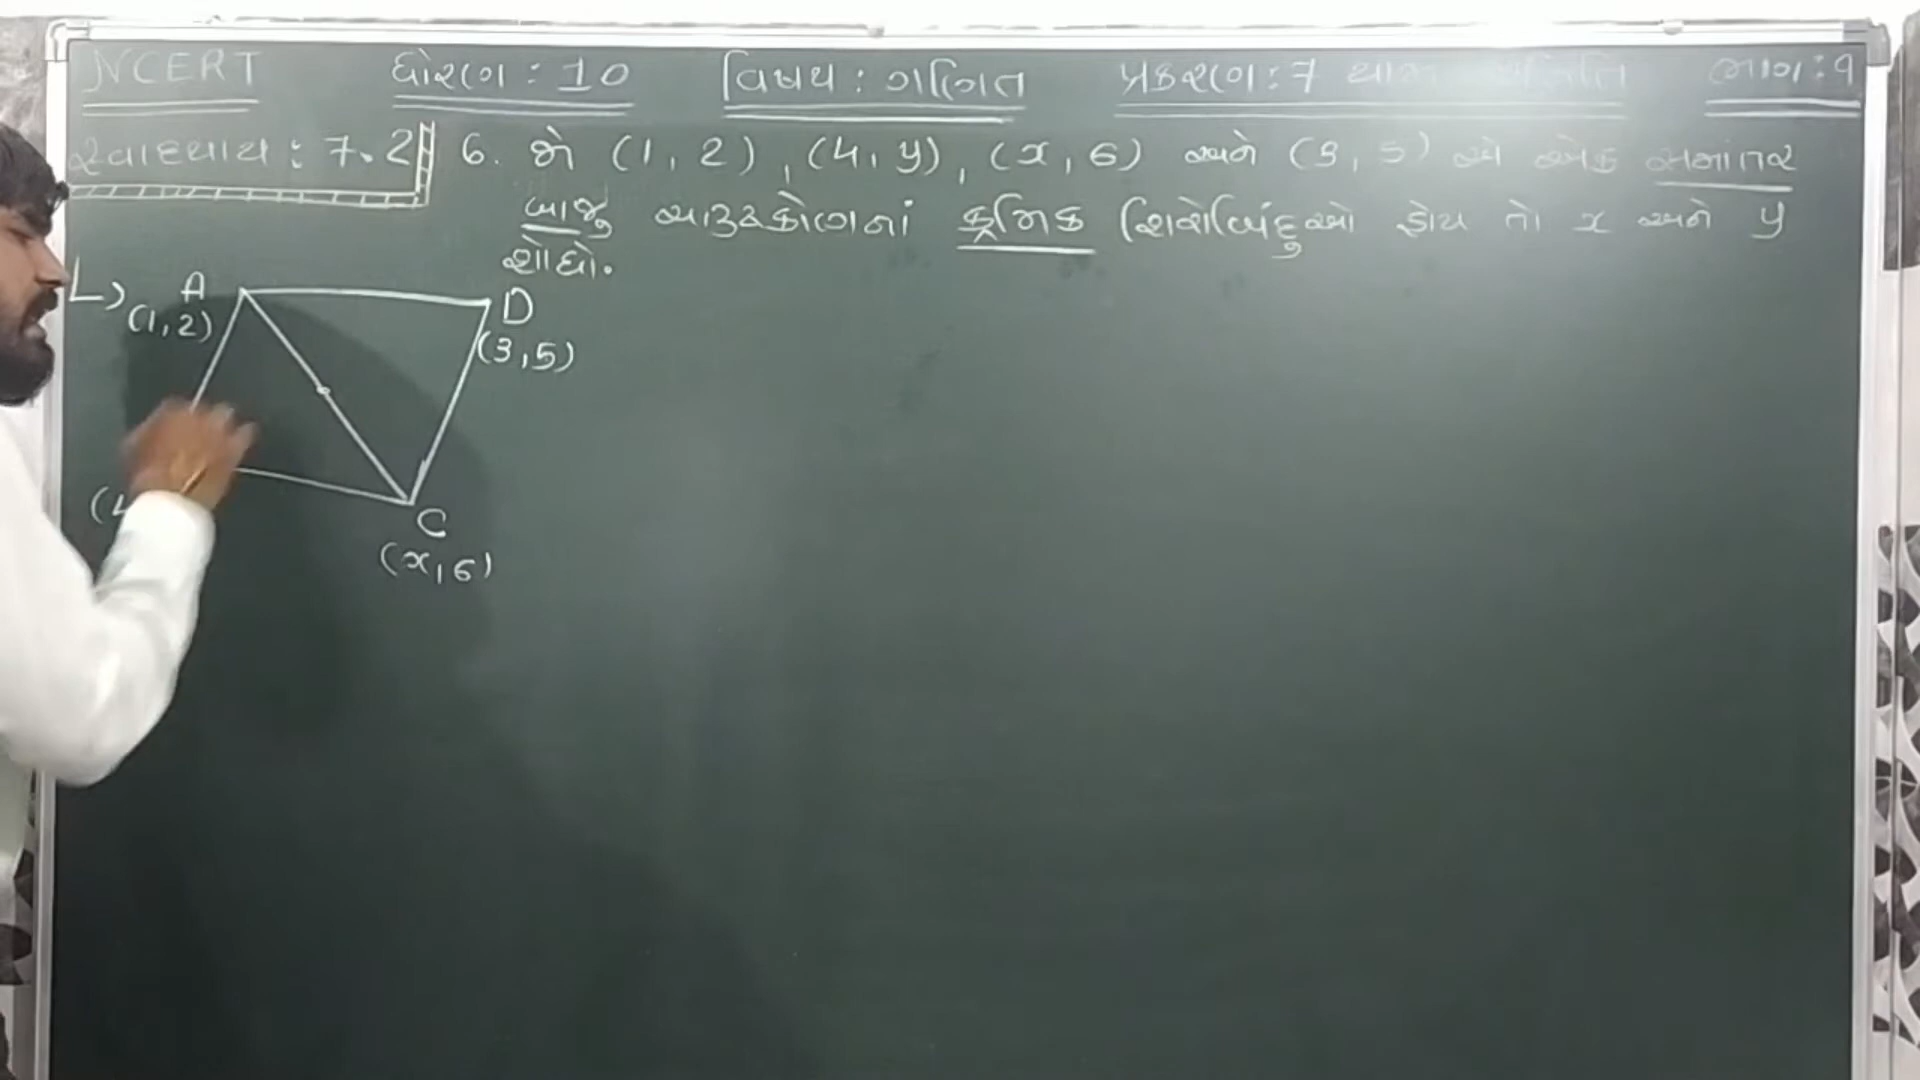 NCERT ધોરણ : 10 વિષય : ગણિત પ્રકરણ : 7 ભાગ : 9
સ્વાધ્યાય : 7.2 6. જો (1, 2), (4, y), (x, 6) અને (3, 5) એ એક સમાંતર
બાજુ ચતુષ્કોણનાં ક્રમિક શિરોબિંદુઓ હોય તો x અને y
શોધો.
A D
(1, 2) (3, 5)
C
(x, 6)